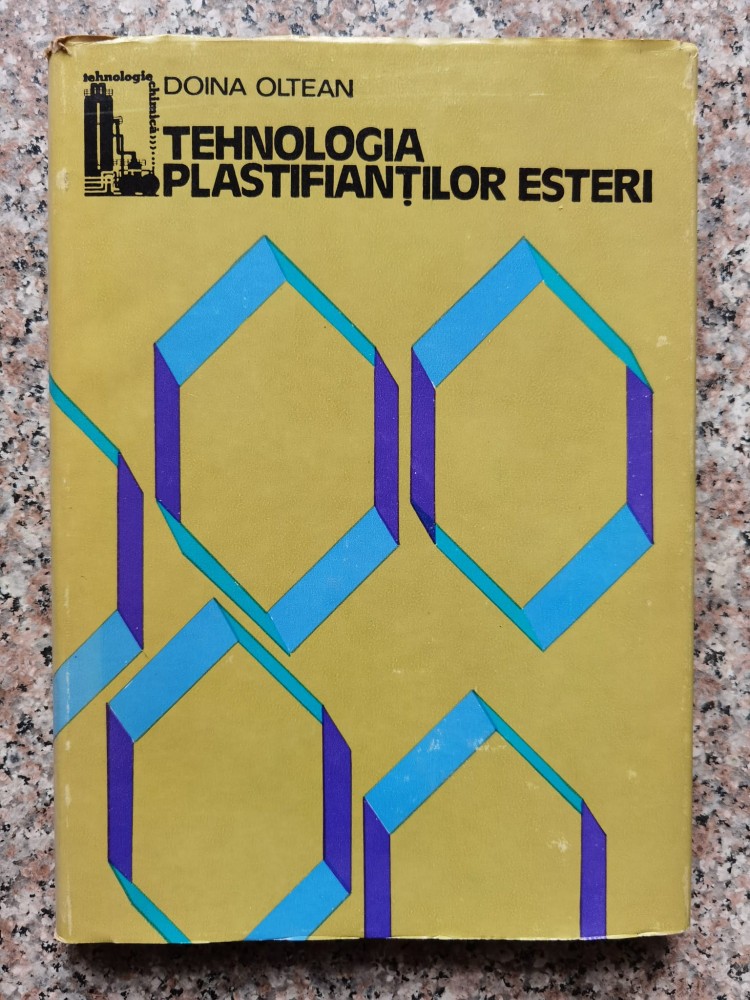 tehnologie
chimică
DOINA OLTEAN
TEHNOLOGIA
PLASTIFIANȚILOR ESTERI